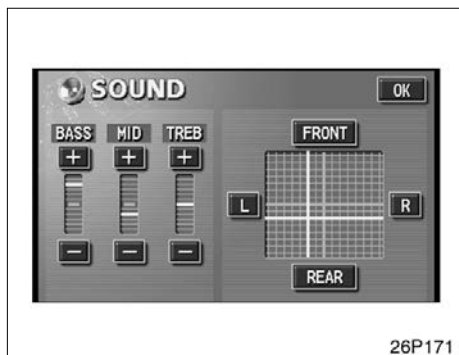 SOUND OK
BASS MID TREB FRONT
+ + +
L R
− − −
REAR
26P171